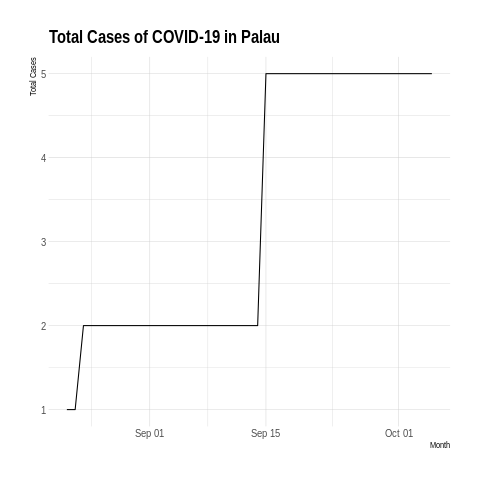 Total Cases of COVID-19 in Palau
Total Cases
5
4
3
2
1
Sep 01
Sep 15
Oct 01
Month